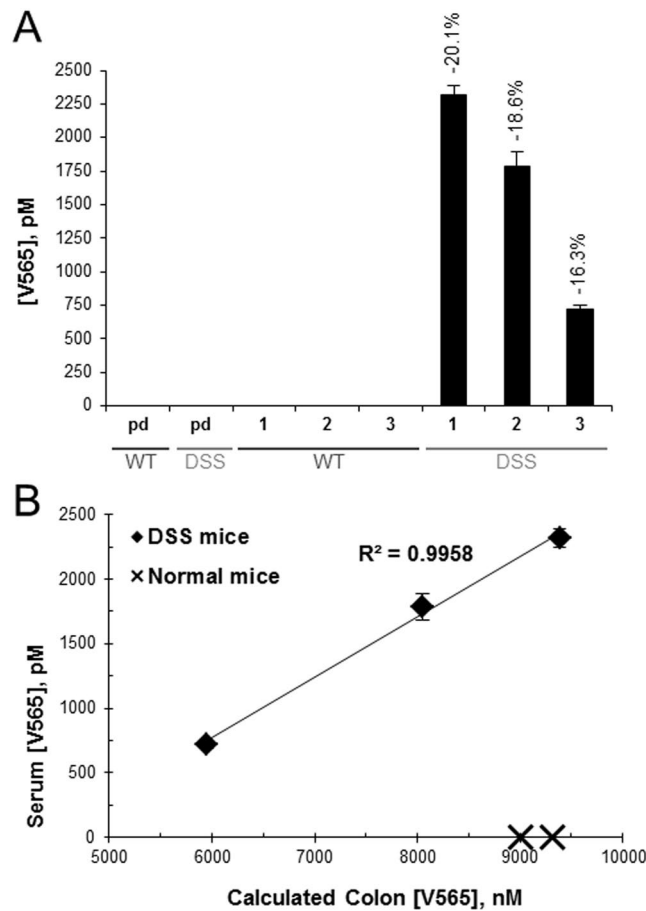 A
-20.1%
-18.6%
-16.3%
[V565], pM
2500
2250
2000
1750
1500
1250
1000
750
500
250
0
pd pd 1 2 3 1 2 3
WT DSS WT DSS
B
◆ DSS mice
× Normal mice
R² = 0.9958
Serum [V565], pM
2500
2000
1500
1000
500
0
5000 6000 7000 8000 9000 10000
Calculated Colon [V565], nM